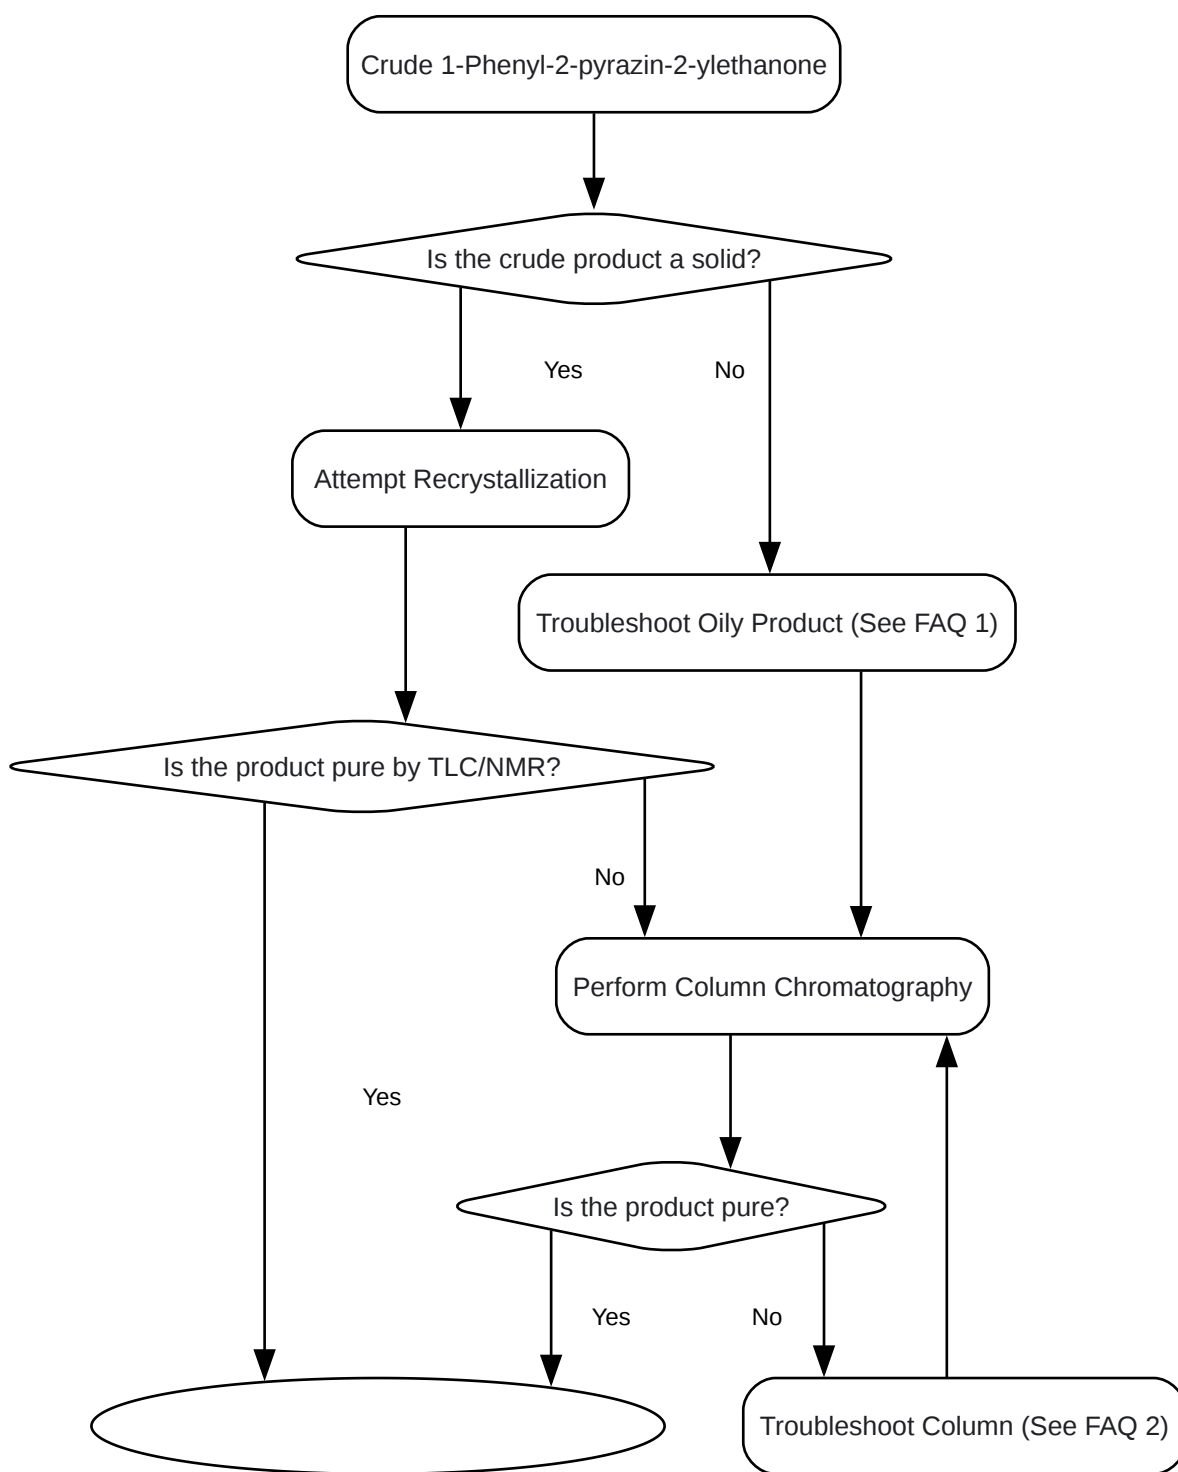 Crude 1-Phenyl-2-pyrazin-2-ylethanone
Is the crude product a solid?
Yes
No
Attempt Recrystallization
Troubleshoot Oily Product (See FAQ 1)
Is the product pure by TLC/NMR?
No
Perform Column Chromatography
Yes
Is the product pure?
Yes
No
Troubleshoot Column (See FAQ 2)